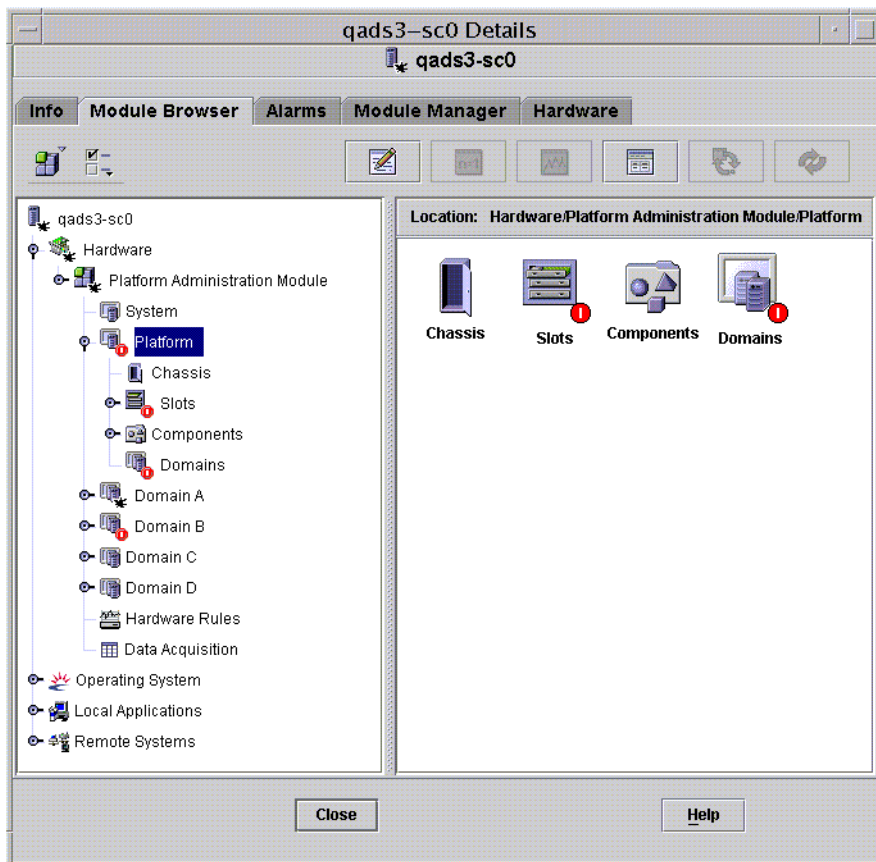 qads3-sc0 Details
qads3-sc0
Info Module Browser Alarms Module Manager Hardware
qads3-sc0
Hardware
Platform Administration Module
System
Platform
Chassis
Slots
Components
Domains
Domain A
Domain B
Domain C
Domain D
Hardware Rules
Data Acquisition
Operating System
Local Applications
Remote Systems
Location: Hardware/Platform Administration Module/Platform
Chassis Slots Components Domains
Close Help